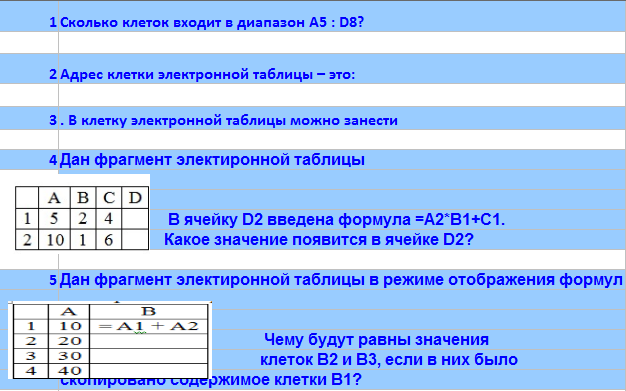 1 Сколько клеток входит в диапазон А5 : D8?
2 Адрес клетки электронной таблицы – это:
3 . В клетку электронной таблицы можно занести
4 Дан фрагмент электиронной таблицы
A B C D
1 5 2 4
2 10 1 6
В ячейку D2 введена формула =А2*В1+С1.
Какое значение появится в ячейке D2?
5 Дан фрагмент электиронной таблицы в режиме отображения формул
A B
1 10 = A1 + A2
2 20
3 30
4 40
Чему будут равны значения
клеток В2 и В3, если в них было
скопировано содержимое клетки В1?